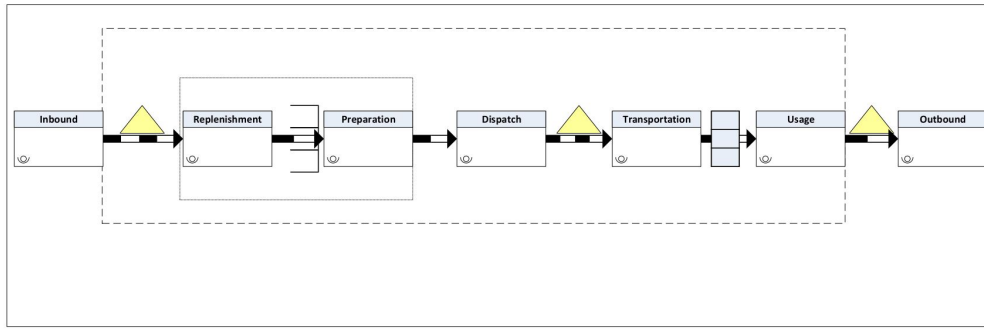 Inbound
Replenishment
Preparation
Dispatch
Transportation
Usage
Outbound